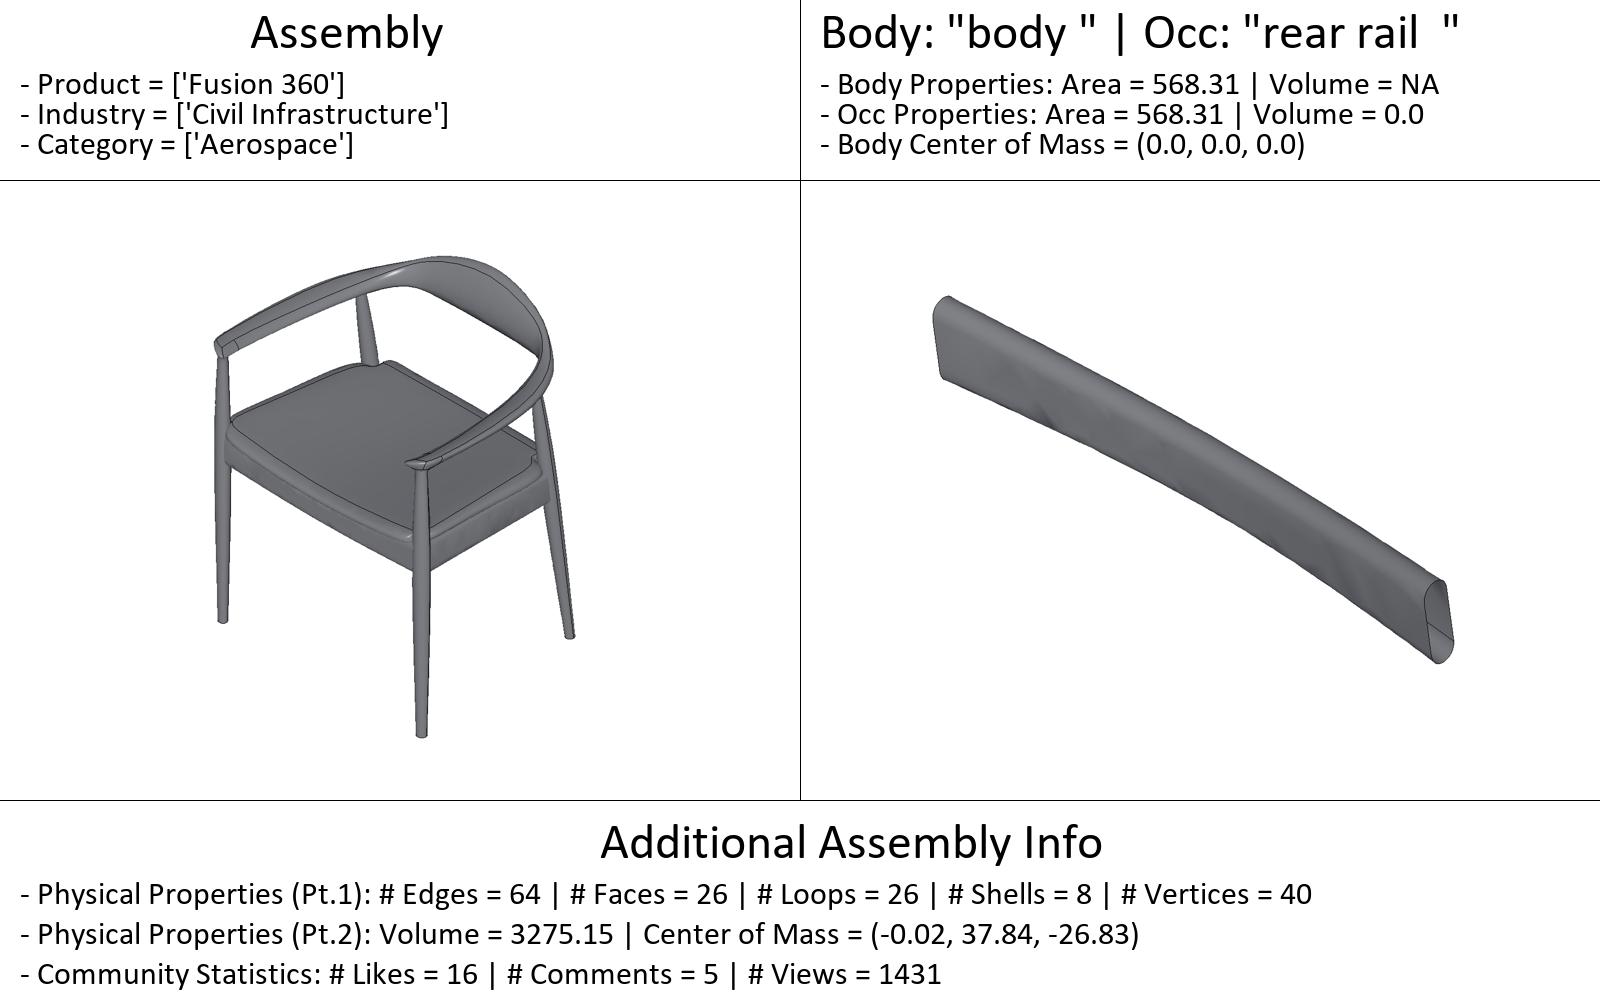 Assembly
- Product = ['Fusion 360']
- Industry = ['Civil Infrastructure']
- Category = ['Aerospace']
Body: "body " | Occ: "rear rail  "
- Body Properties: Area = 568.31 | Volume = NA
- Occ Properties: Area = 568.31 | Volume = 0.0
- Body Center of Mass = (0.0, 0.0, 0.0)
Additional Assembly Info
- Physical Properties (Pt.1): # Edges = 64 | # Faces = 26 | # Loops = 26 | # Shells = 8 | # Vertices = 40
- Physical Properties (Pt.2): Volume = 3275.15 | Center of Mass = (-0.02, 37.84, -26.83)
- Community Statistics: # Likes = 16 | # Comments = 5 | # Views = 1431